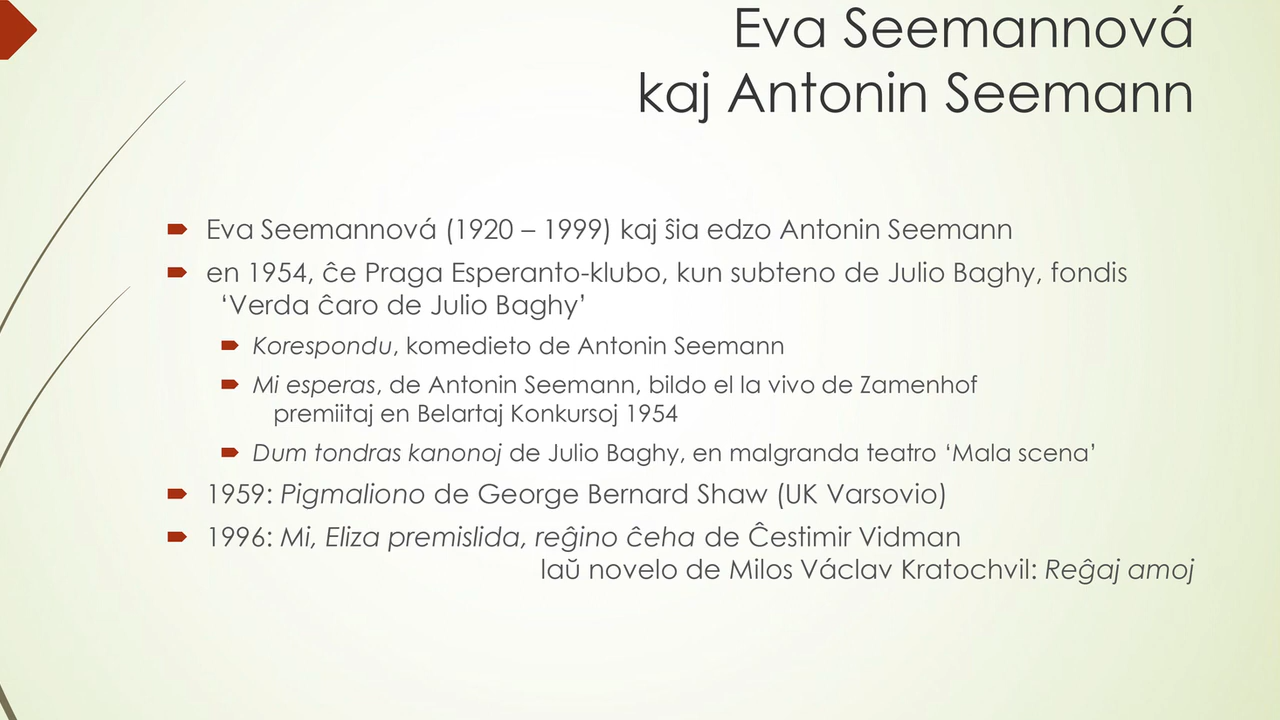 Eva Seemannová
kaj Antonin Seemann
Eva Seemannová (1920 – 1999) kaj ŝia edzo Antonin Seemann
en 1954, ĉe Praga Esperanto-klubo, kun subteno de Julio Baghy, fondis
‘Verda ĉaro de Julio Baghy’
Korespondu, komedieto de Antonin Seemann
Mi esperas, de Antonin Seemann, bildo el la vivo de Zamenhof
premiitaj en Belartaj Konkursoj 1954
Dum tondras kanonoj de Julio Baghy, en malgranda teatro ‘Mala scena’
1959: Pigmaliono de George Bernard Shaw (UK Varsovio)
1996: Mi, Eliza premislida, reĝino ĉeha de Ĉestimir Vidman
laŭ novelo de Milos Václav Kratochvil: Reĝaj amoj